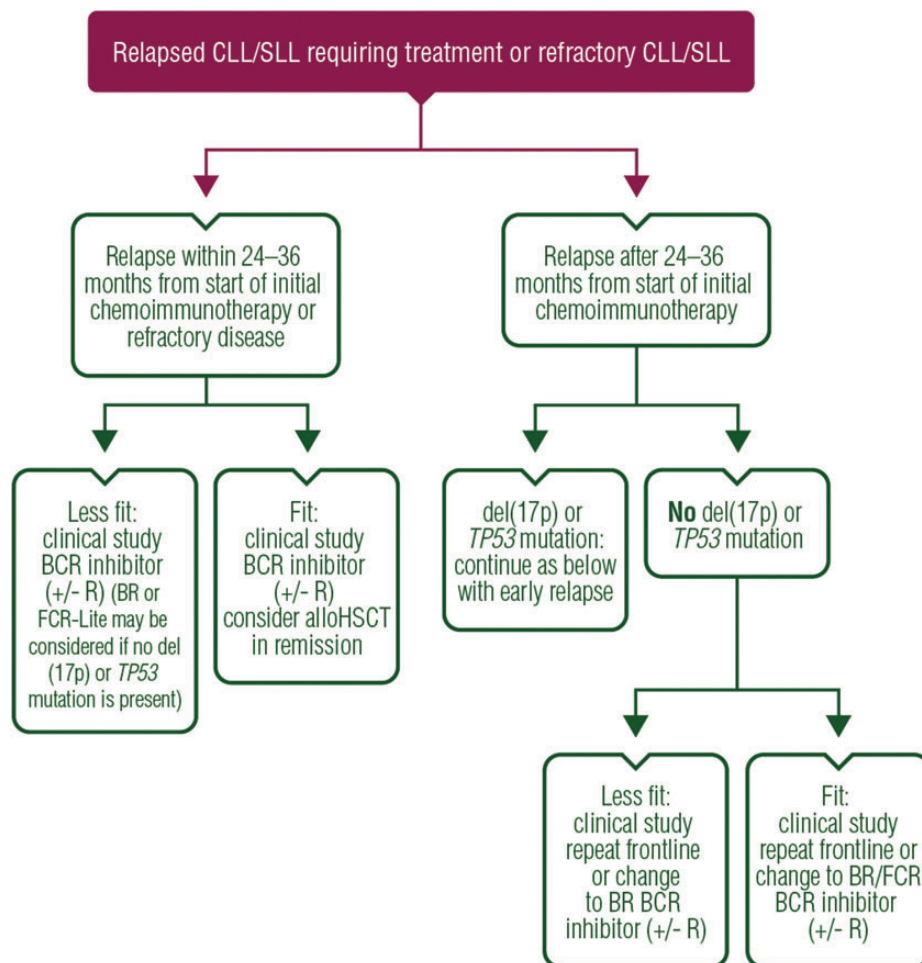 Relapsed CLL/SLL requiring treatment or refractory CLL/SLL
Relapse within 24–36
months from start of initial
chemoimmunotherapy or
refractory disease
Relapse after 24–36
months from start of initial
chemoimmunotherapy
Less fit:
clinical study
BCR inhibitor
(+/- R) (BR or
FCR-Lite may be
considered if no del
(17p) or TP53
mutation is present)
Fit:
clinical study
BCR inhibitor
(+/- R)
consider alloHSCT
in remission
del(17p) or
TP53 mutation:
continue as below
with early relapse
No del(17p) or
TP53 mutation
Less fit:
clinical study
repeat frontline
or change
to BR BCR
inhibitor (+/- R)
Fit:
clinical study
repeat frontline or
change to BR/FCR
BCR inhibitor
(+/- R)